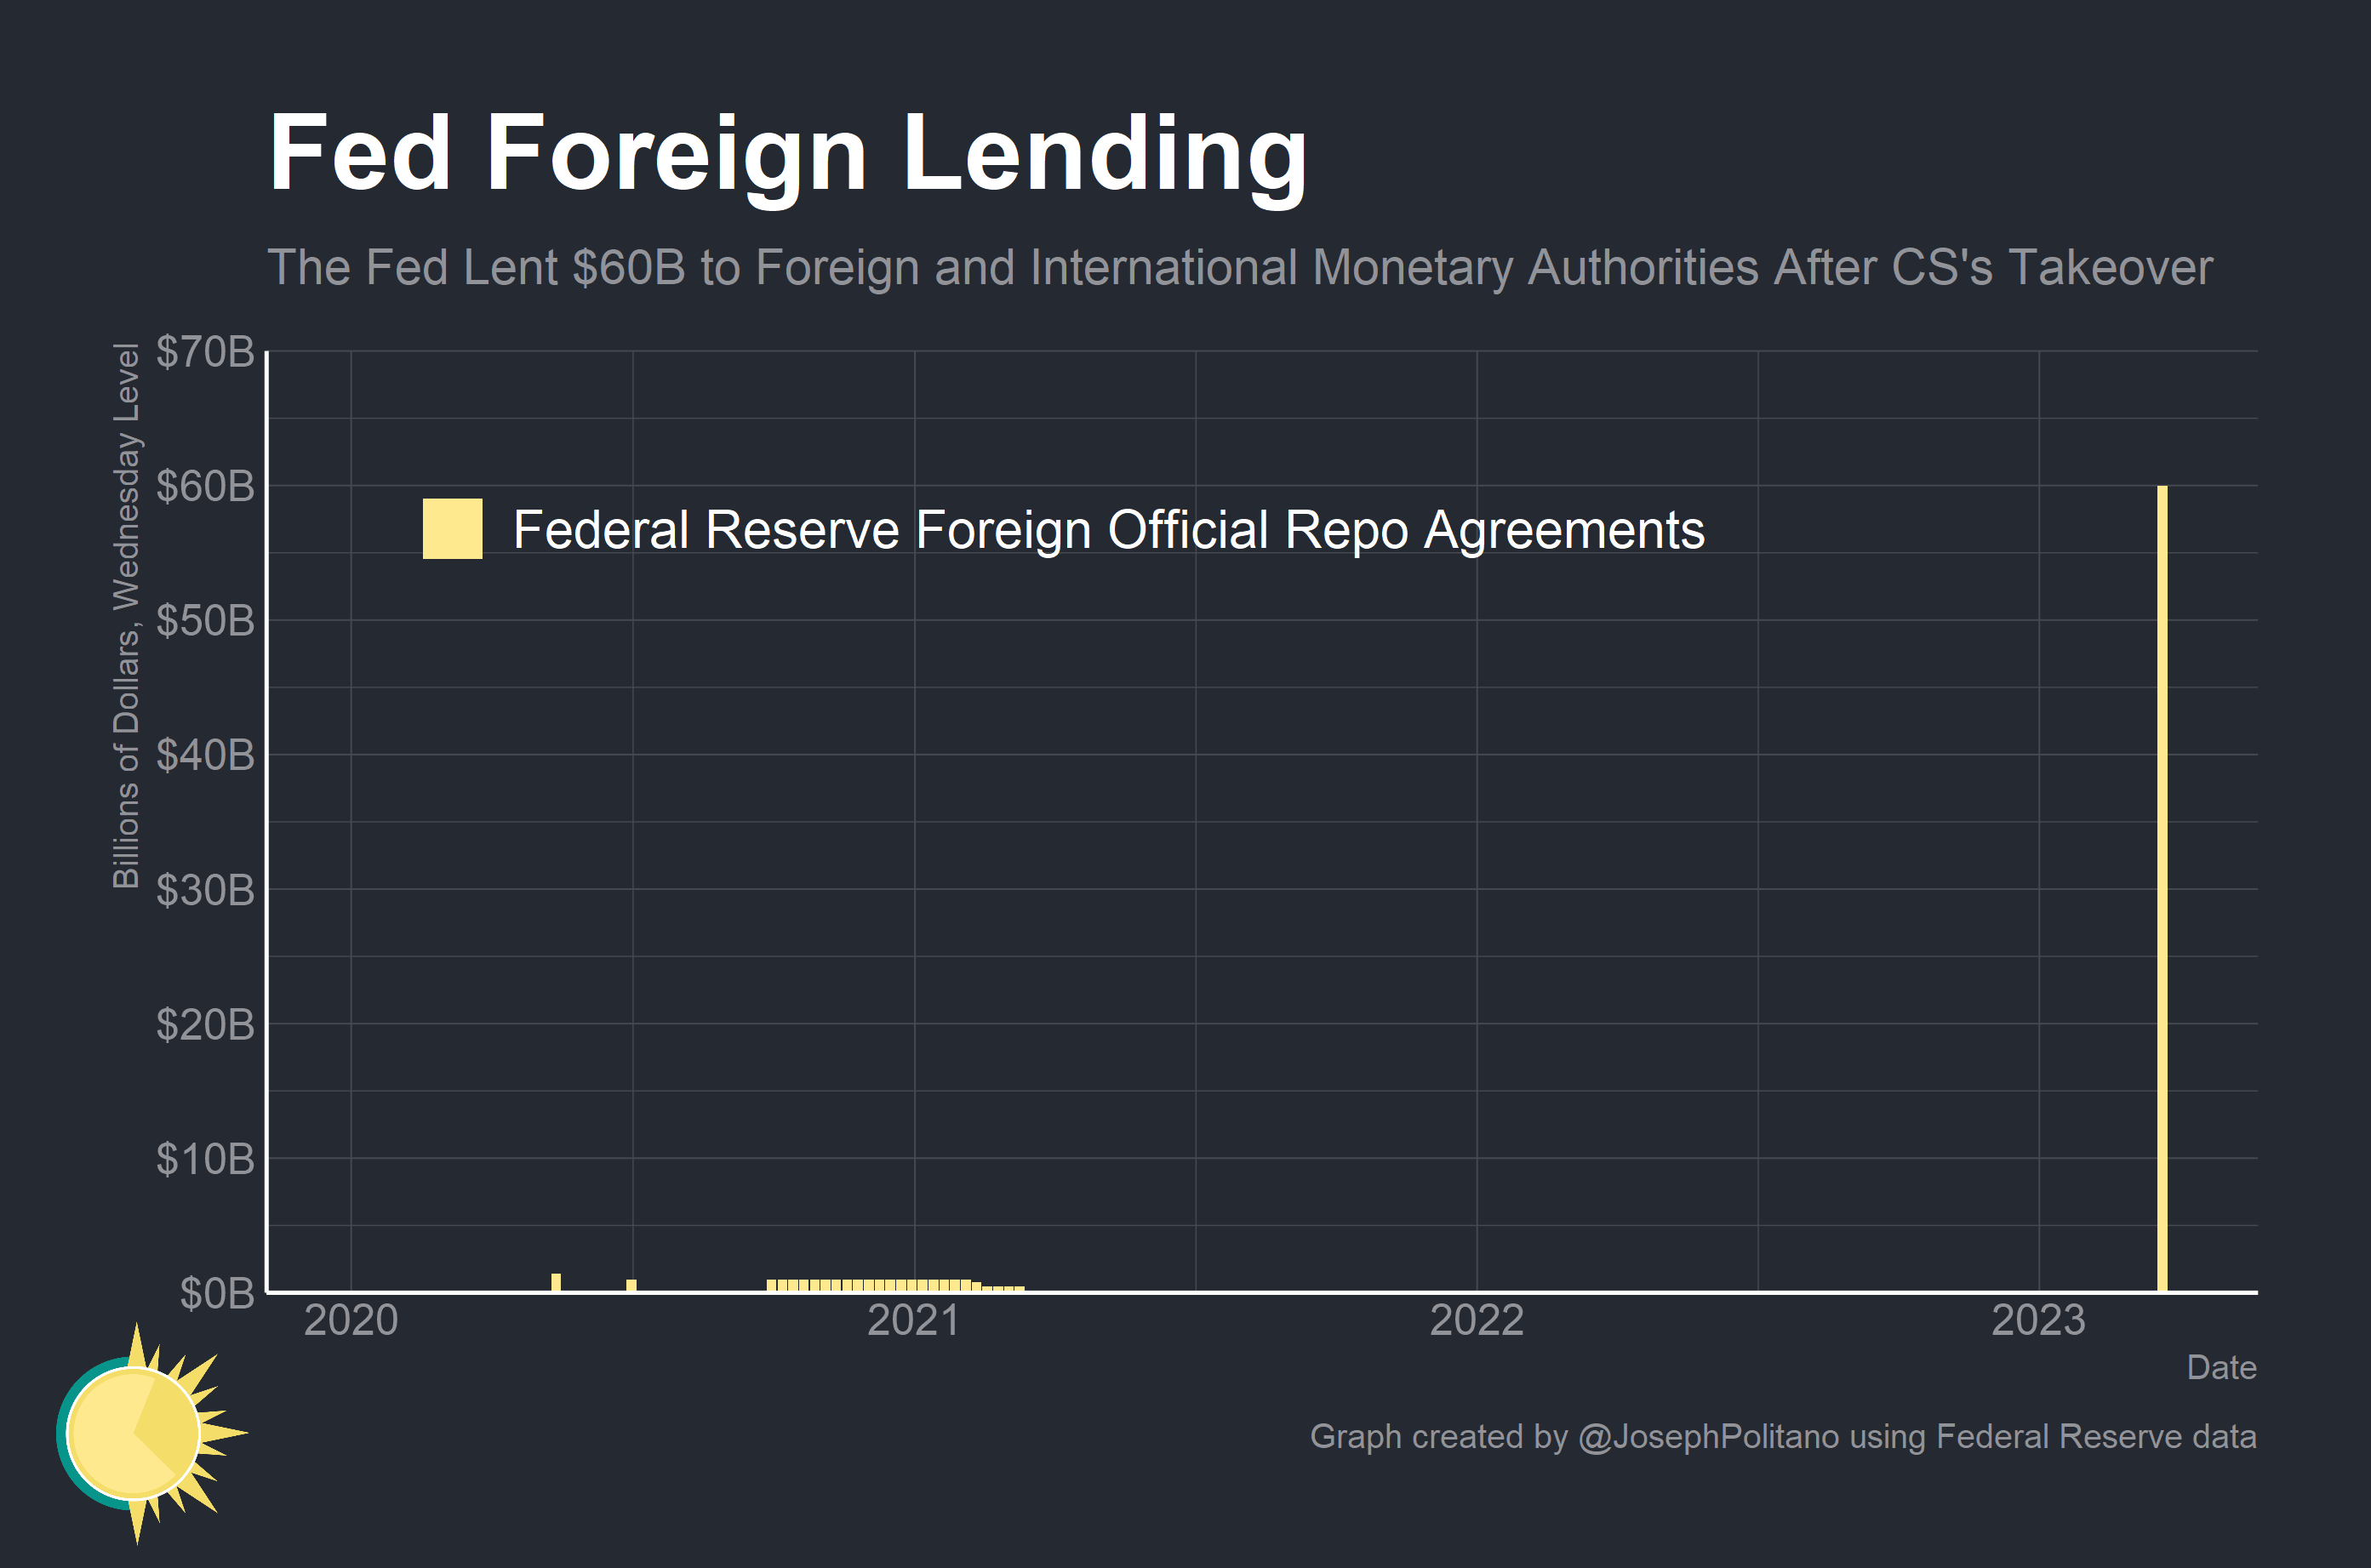 Fed Foreign Lending
The Fed Lent $60B to Foreign and International Monetary Authorities After CS's Takeover
Billions of Dollars, Wednesday Level
$70B
$60B
$50B
$40B
$30B
$20B
$10B
$0B
Federal Reserve Foreign Official Repo Agreements
2020
2021
2022
2023
Date
Graph created by @JosephPolitano using Federal Reserve data